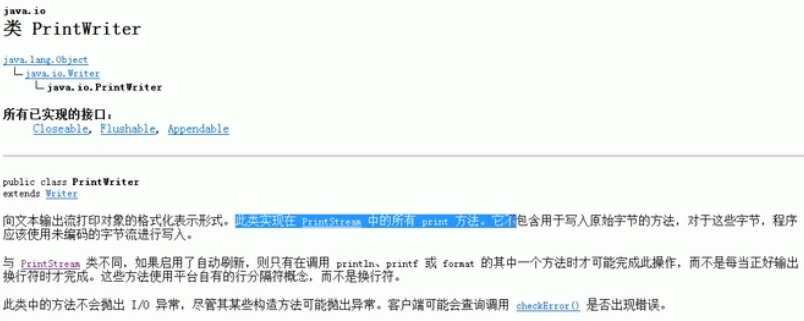 java.io
类 PrintWriter
java.lang.Object
java.io.Writer
java.io.PrintWriter
所有已实现的接口：
Closeable, Flushable, Appendable
public class PrintWriter
extends Writer
向文本输出流打印对象的格式化表示形式。此类实现在 PrintStream 中的所有 print 方法。它不包含用于写入原始字节的方法，对于这些字节，程序
应该使用未编码的字节流进行写入。
与 PrintStream 类不同，如果启用了自动刷新，则只有在调用 println、printf 或 format 的其中一个方法时才可能完成此操作，而不是每当正好输出
换行符时才完成。这些方法使用平台自有的行分隔符概念，而不是换行符。
此类中的方法不会抛出 I/O 异常，尽管其某些构造方法可能抛出异常。客户端可能会查询调用 checkError() 是否出现错误。